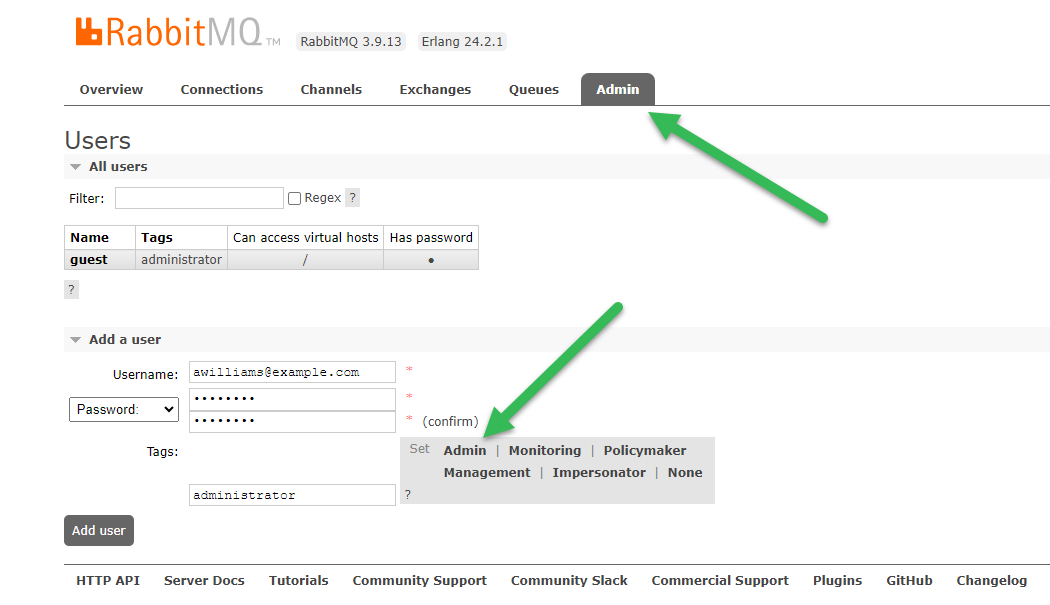 RabbitMQ TM RabbitMQ 3.9.13 Erlang 24.2.1
Overview Connections Channels Exchanges Queues Admin
Users
All users
Filter: Regex ?
Name Tags Can access virtual hosts Has password
guest administrator / ●
?
Add a user
Username: awilliams@example.com *
Password: •••••••• *
•••••••• * (confirm)
Tags: Set Admin | Monitoring | Policymaker
Management | Impersonator | None
administrator ?
Add user
HTTP API Server Docs Tutorials Community Support Community Slack Commercial Support Plugins GitHub Changelog